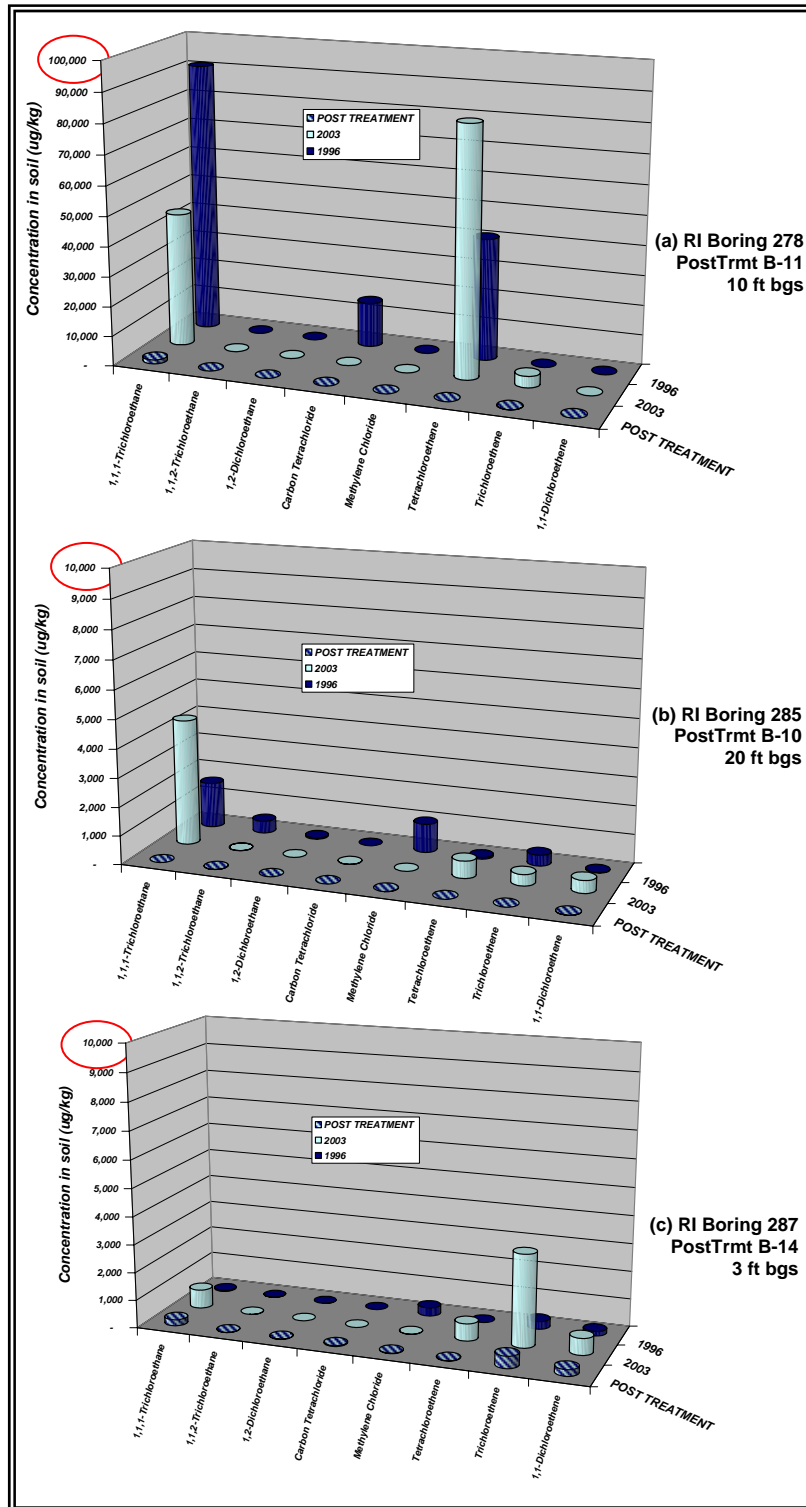 100,000
90,000
80,000
70,000
60,000
50,000
40,000
30,000
20,000
10,000
-
Concentration in soil (ug/kg)
POST TREATMENT
2003
1996
(a) RI Boring 278
PostTrmt B-11
10 ft bgs
1996
2003
POST TREATMENT
1,1,1-Trichloroethane
1,1,2-Trichloroethane
1,2-Dichloroethane
Carbon Tetrachloride
Methylene Chloride
Tetrachloroethene
Trichloroethene
1,1-Dichloroethene
10,000
9,000
8,000
7,000
6,000
5,000
4,000
3,000
2,000
1,000
-
Concentration in soil (ug/kg)
POST TREATMENT
2003
1996
(b) RI Boring 285
PostTrmt B-10
20 ft bgs
1996
2003
POST TREATMENT
1,1,1-Trichloroethane
1,1,2-Trichloroethane
1,2-Dichloroethane
Carbon Tetrachloride
Methylene Chloride
Tetrachloroethene
Trichloroethene
1,1-Dichloroethene
10,000
9,000
8,000
7,000
6,000
5,000
4,000
3,000
2,000
1,000
-
Concentration in soil (ug/kg)
POST TREATMENT
2003
1996
(c) RI Boring 287
PostTrmt B-14
3 ft bgs
1996
2003
POST TREATMENT
1,1,1-Trichloroethane
1,1,2-Trichloroethane
1,2-Dichloroethane
Carbon Tetrachloride
Methylene Chloride
Tetrachloroethene
Trichloroethene
1,1-Dichloroethene